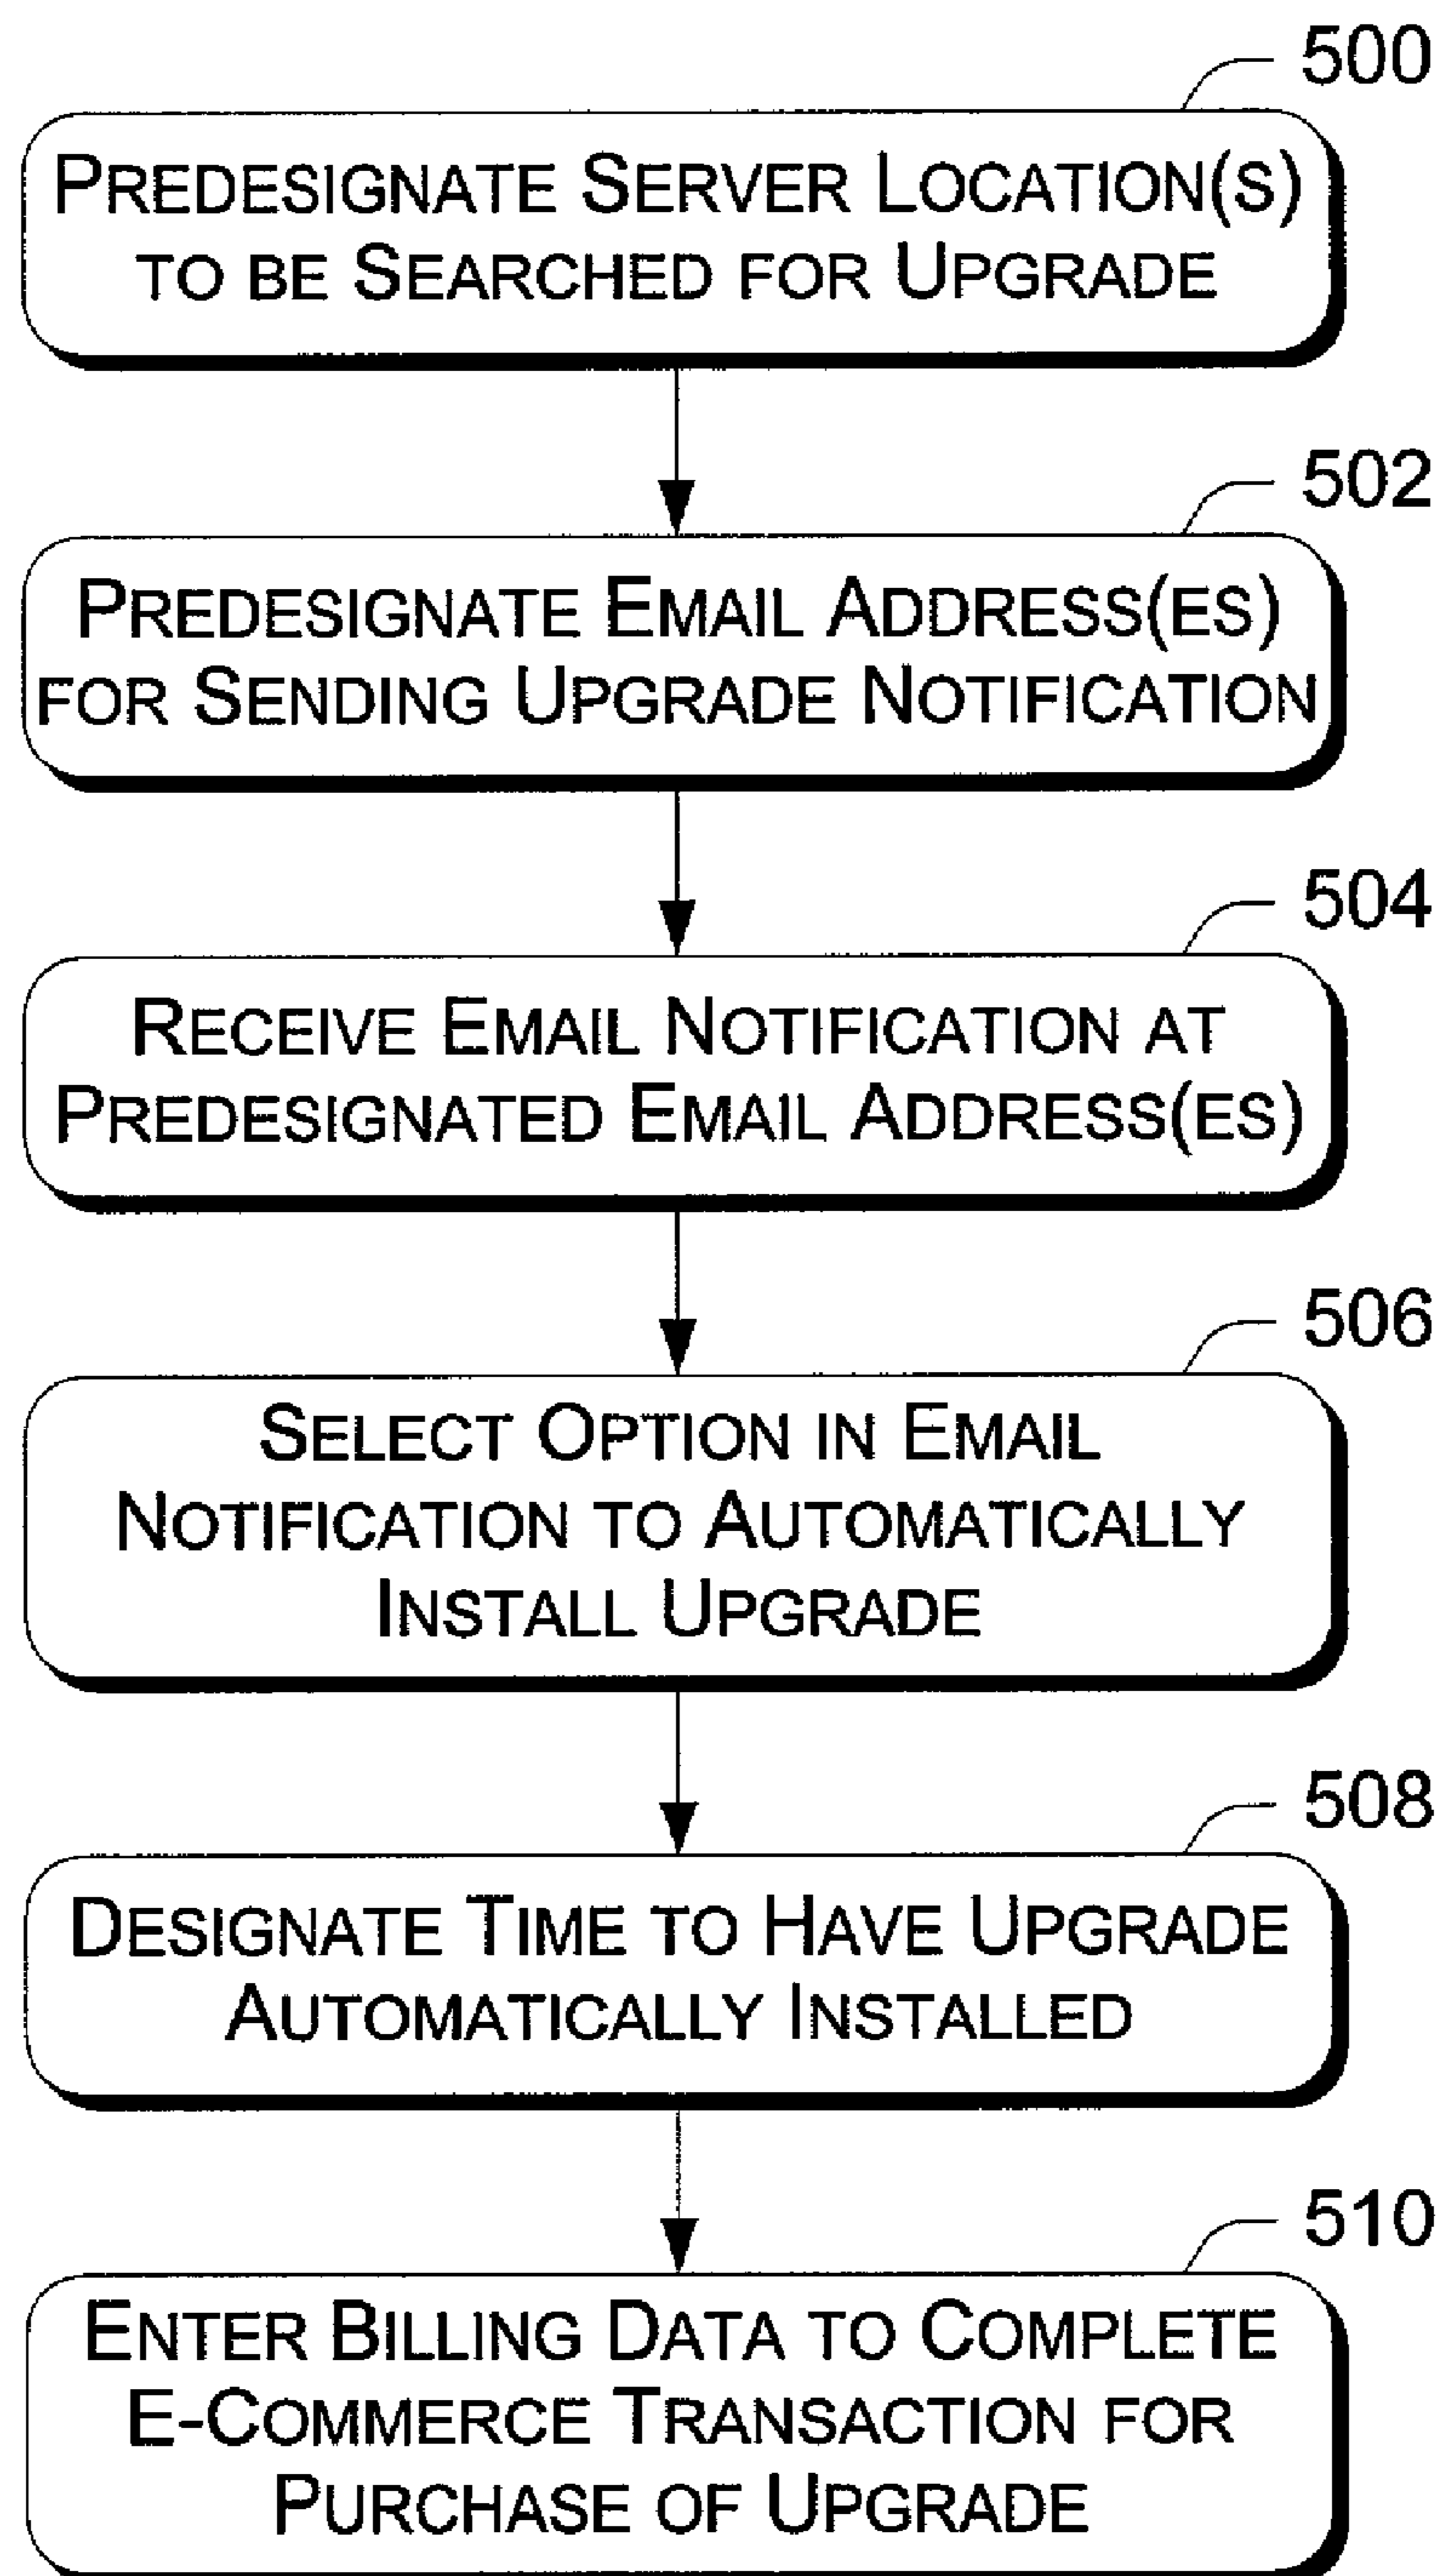 500
PREDESIGNATE SERVER LOCATION(S)
TO BE SEARCHED FOR UPGRADE
502
PREDESIGNATE EMAIL ADDRESS(ES)
FOR SENDING UPGRADE NOTIFICATION
504
RECEIVE EMAIL NOTIFICATION AT
PREDESIGNATED EMAIL ADDRESS(ES)
506
SELECT OPTION IN EMAIL
NOTIFICATION TO AUTOMATICALLY
INSTALL UPGRADE
508
DESIGNATE TIME TO HAVE UPGRADE
AUTOMATICALLY INSTALLED
510
ENTER BILLING DATA TO COMPLETE
E-COMMERCE TRANSACTION FOR
PURCHASE OF UPGRADE